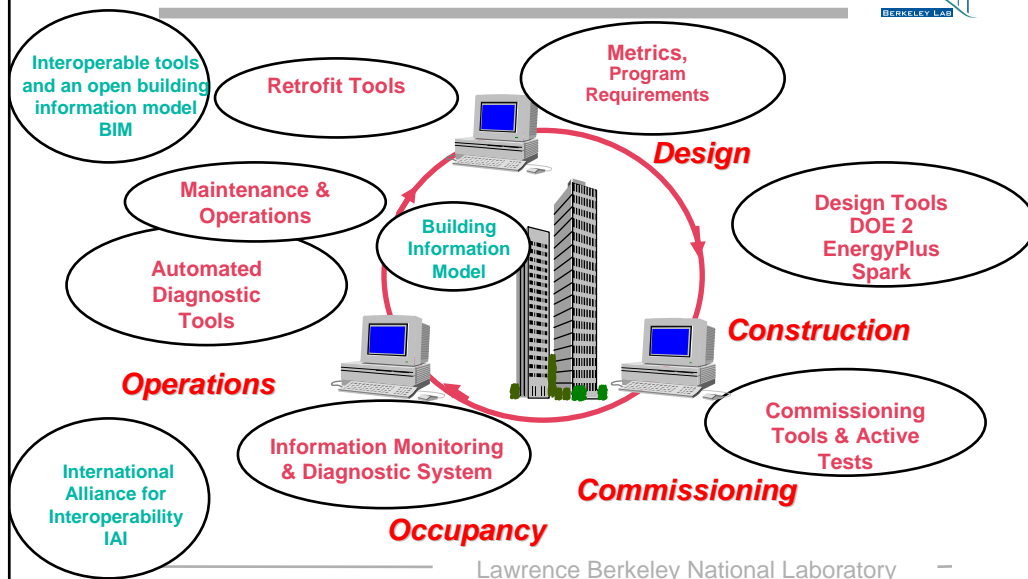 BERKELEY LAB
Interoperable tools
and an open building
information model
BIM
Retrofit Tools
Metrics,
Program
Requirements
Design
Maintenance &
Operations
Building
Information
Model
Design Tools
DOE 2
EnergyPlus
Spark
Automated
Diagnostic
Tools
Construction
Operations
Commissioning
Tools & Active
Tests
Information Monitoring
& Diagnostic System
International
Alliance for
Interoperability
IAI
Commissioning
Occupancy
Lawrence Berkeley National Laboratory